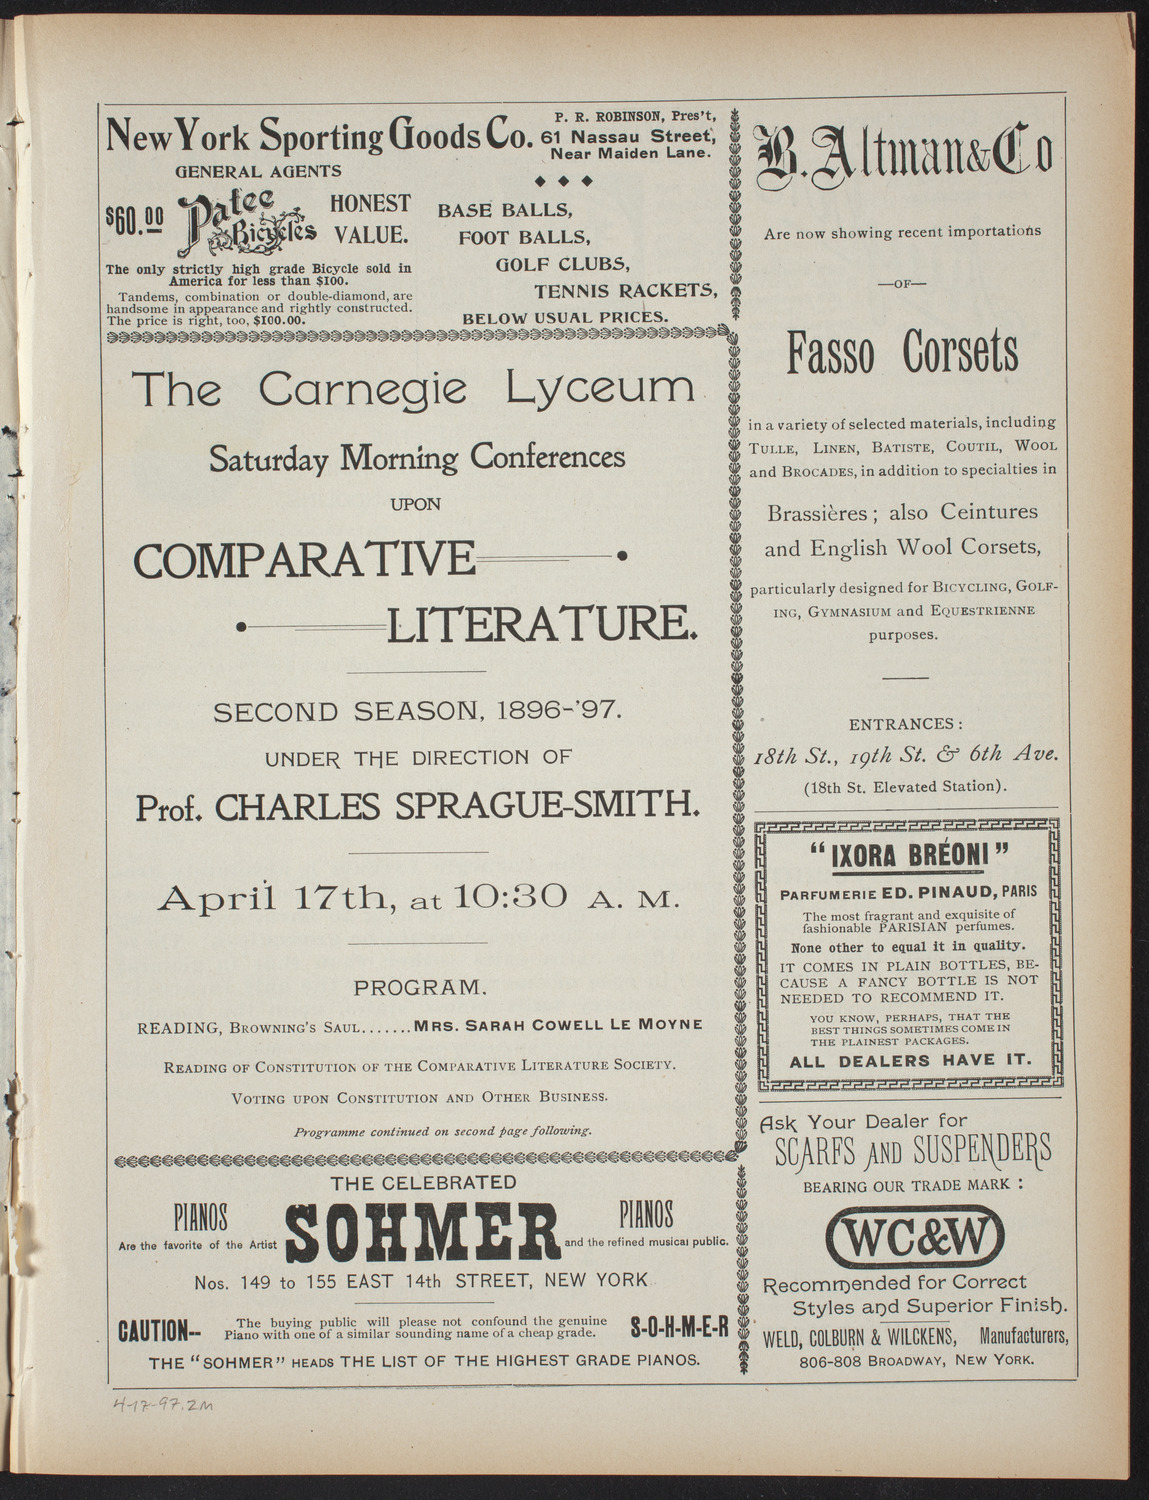 New York Sporting Goods Co.
P. R. ROBINSON, Pres't,
61 Nassau Street,
Near Maiden Lane.
GENERAL AGENTS
$60.00 Patee Bicycles
HONEST
VALUE.
The only strictly high grade Bicycle sold in
America for less than $100.
Tandems, combination or double-diamond, are
handsome in appearance and rightly constructed.
The price is right, too, $100.00.
BASE BALLS,
FOOT BALLS,
GOLF CLUBS,
TENNIS RACKETS,
BELOW USUAL PRICES.
The Carnegie Lyceum
Saturday Morning Conferences
UPON
COMPARATIVE
LITERATURE.
SECOND SEASON, 1896-'97.
UNDER THE DIRECTION OF
Prof. CHARLES SPRAGUE-SMITH.
April 17th, at 10:30 A. M.
PROGRAM.
READING, BROWNING'S SAUL.......MRS. SARAH COWELL LE MOYNE
READING OF CONSTITUTION OF THE COMPARATIVE LITERATURE SOCIETY.
VOTING UPON CONSTITUTION AND OTHER BUSINESS.
Programme continued on second page following.
THE CELEBRATED
PIANOS SOHMER PIANOS
Are the favorite of the Artist and the refined musical public.
Nos. 149 to 155 EAST 14th STREET, NEW YORK
CAUTION-- The buying public will please not confound the genuine S-O-H-M-E-R
Piano with one of a similar sounding name of a cheap grade.
THE "SOHMER" HEADS THE LIST OF THE HIGHEST GRADE PIANOS.
B. Altman & Co
Are now showing recent importations
—OF—
Fasso Corsets
in a variety of selected materials, including
TULLE, LINEN, BATISTE, COUTIL, WOOL
and BROCADES, in addition to specialties in
Brassières; also Ceintures
and English Wool Corsets,
particularly designed for BICYCLING, GOLF-
ING, GYMNASIUM and EQUESTRIENNE
purposes.
ENTRANCES:
18th St., 19th St. & 6th Ave.
(18th St. Elevated Station).
"IXORA BRÉONI"
PARFUMERIE ED. PINAUD, PARIS
The most fragrant and exquisite of
fashionable PARISIAN perfumes.
None other to equal it in quality.
IT COMES IN PLAIN BOTTLES, BE-
CAUSE A FANCY BOTTLE IS NOT
NEEDED TO RECOMMEND IT.
YOU KNOW, PERHAPS, THAT THE
BEST THINGS SOMETIMES COME IN
THE PLAINEST PACKAGES.
ALL DEALERS HAVE IT.
Ask Your Dealer for
SCARFS AND SUSPENDERS
BEARING OUR TRADE MARK:
WC&W
Recommended for Correct
Styles and Superior Finish.
WELD, COLBURN & WILCKENS, Manufacturers,
806-808 BROADWAY, NEW YORK.
4-17-97.2M